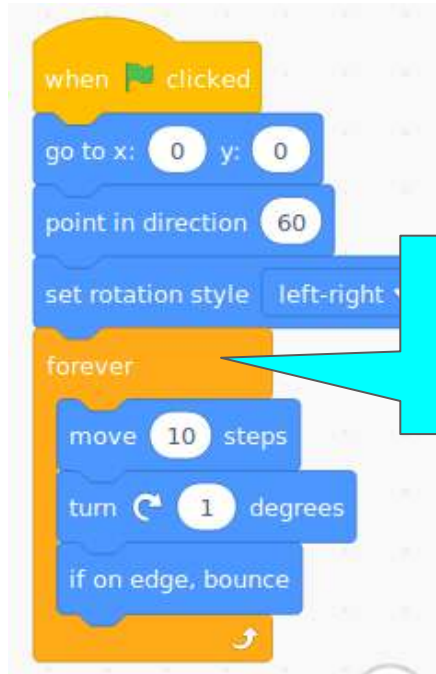 when clicked
go to x: 0 y: 0
point in direction 60
set rotation style left-right
forever
move 10 steps
turn 1 degrees
if on edge, bounce